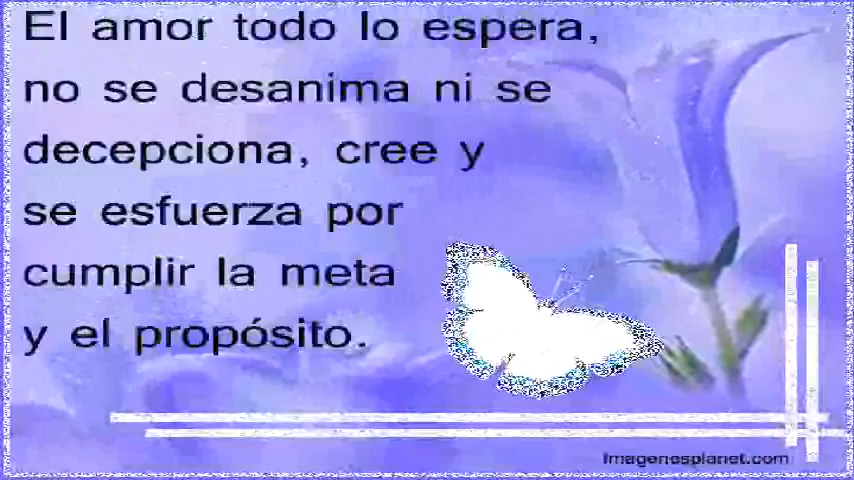 El amor todo lo espera,
no se desanima ni se
decepciona, cree y
se esfuerza por
cumplir la meta
y el propósito.
Imagenesplanet.com